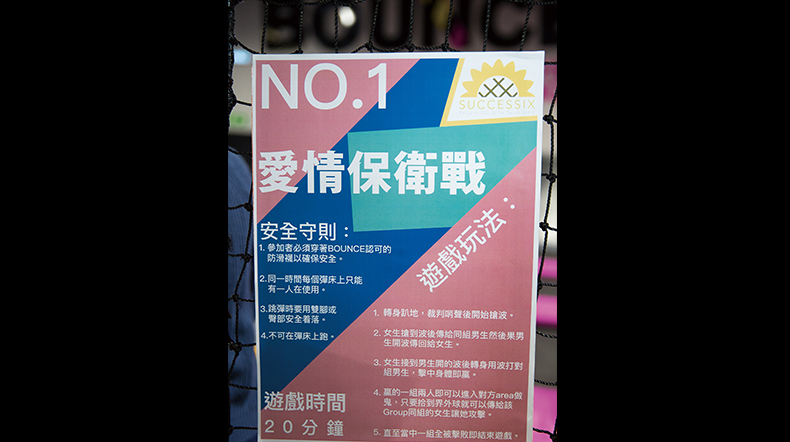 BOUNCE
NO.1
SUCCESSIX
愛情保衛戰
安全守則：
1. 參加者必須穿著BOUNCE認可的
防滑襪以確保安全。
2. 同一時間每個彈床上只能
有一人在使用。
3. 跳彈時要用雙腳或
臀部安全着落。
4. 不可在彈床上跑。
遊戲時間
20分鐘
遊戲玩法：
1. 轉身趴地，裁判哨聲後開始搶波。
2. 女生搶到波後傳給同組男生然後果男
生開波傳回給女生。
3. 女生接到男生開的波後轉身用波打對
組男生，擊中身體即贏。
4. 贏的一組兩人即可以進入對方area做
鬼，只要拾到界外球就可以傳給該
Group同組的女生讓她攻擊。
5. 直至當中一組全被擊敗即結束遊戲。